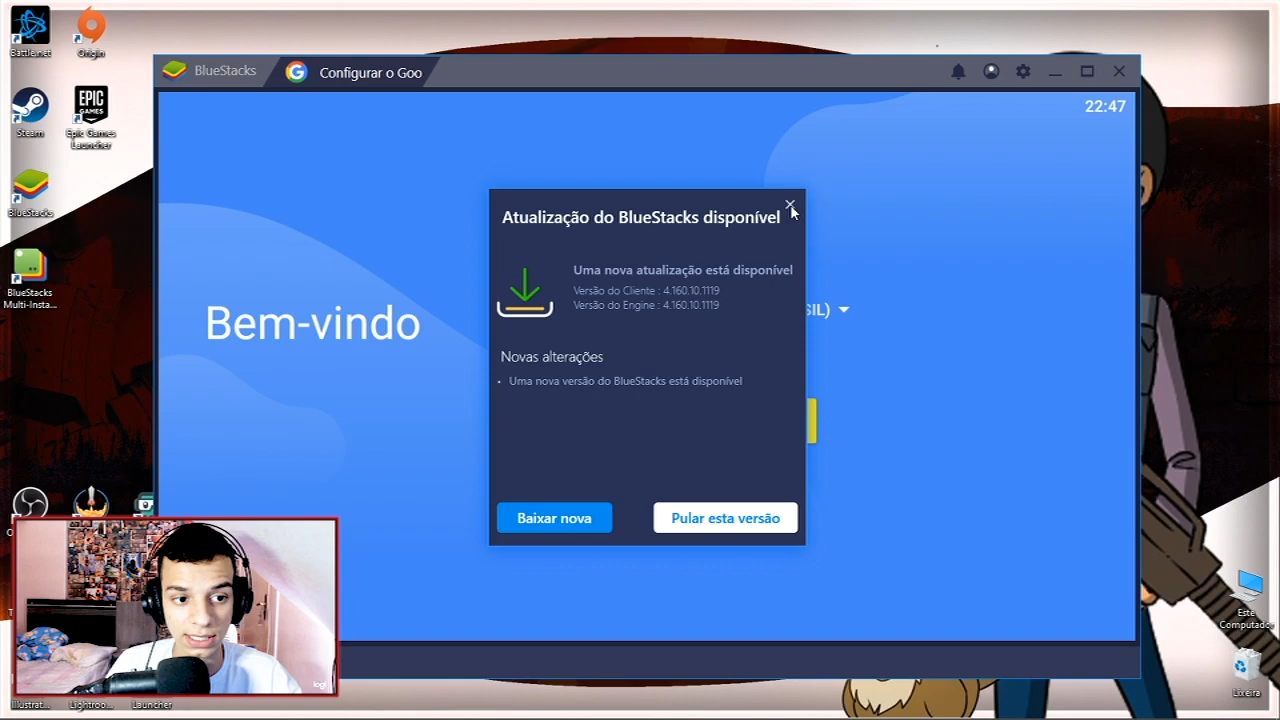 Battle.net
Origin
Steam
Epic Games
Launcher
BlueStacks
BlueStacks
Multi-Insta...
BlueStacks
Configurar o Goo
22:47
Bem-vindo
SIL)
Atualização do BlueStacks disponível
Uma nova atualização está disponível
Versão do Cliente : 4.160.10.1119
Versão do Engine : 4.160.10.1119
Novas alterações
• Uma nova versão do BlueStacks está disponível
Baixar nova
Pular esta versão
logi
Illustrat...
Lightroo...
Launcher
Este
Computador
Lixeira